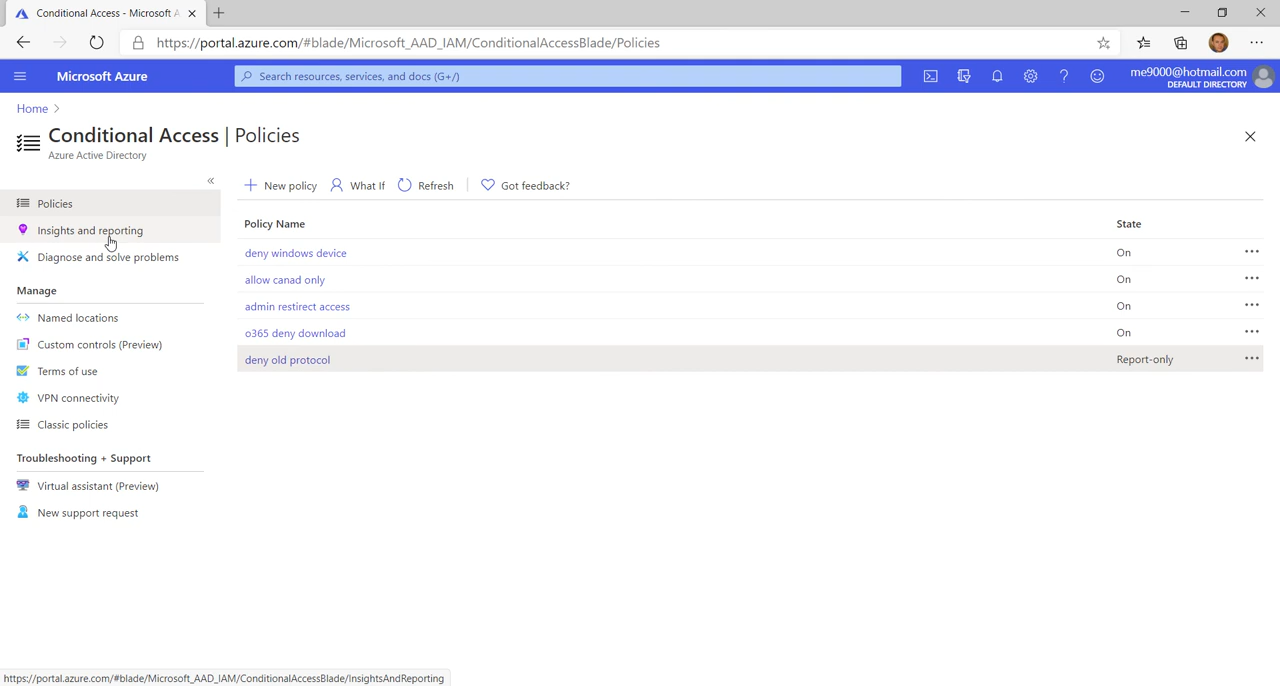 Conditional Access - Microsoft A
https://portal.azure.com/#blade/Microsoft_AAD_IAM/ConditionalAccessBlade/Policies
Microsoft Azure
Search resources, services, and docs (G+/)
me9000@hotmail.com
DEFAULT DIRECTORY
Home
Conditional Access | Policies
Azure Active Directory
Policies
Insights and reporting
Diagnose and solve problems
Manage
Named locations
Custom controls (Preview)
Terms of use
VPN connectivity
Classic policies
Troubleshooting + Support
Virtual assistant (Preview)
New support request
New policy What If Refresh Got feedback?
Policy Name State
deny windows device On
allow canad only On
admin restirect access On
o365 deny download On
deny old protocol Report-only
https://portal.azure.com/#blade/Microsoft_AAD_IAM/ConditionalAccessBlade/InsightsAndReporting